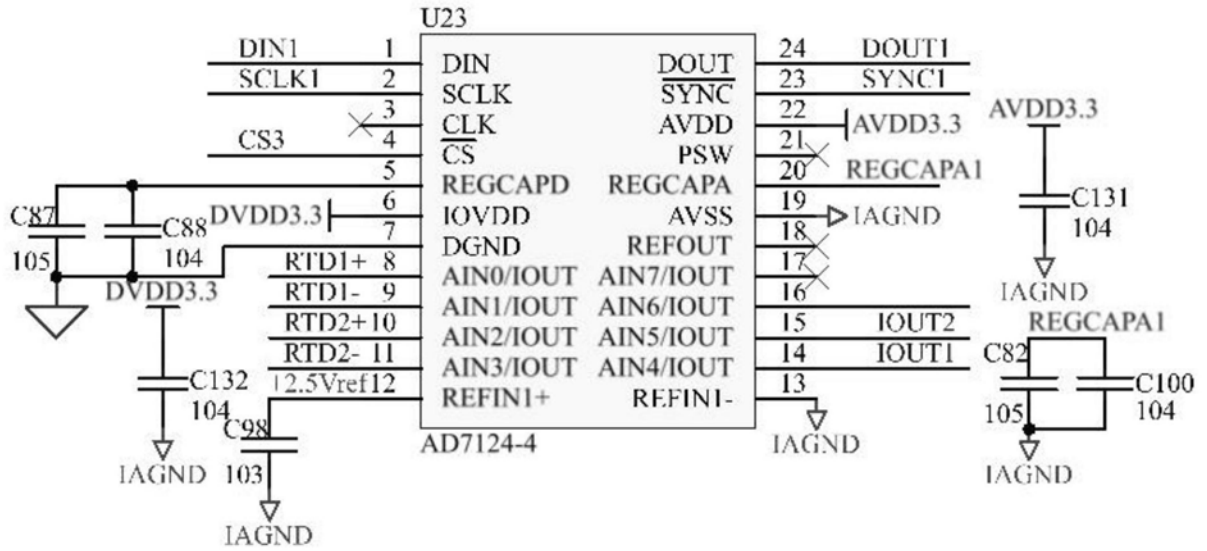 U23
DIN1 1 DIN DOUT 24 DOUT1
SCLK1 2 SCLK SYNC 23 SYNC1
3 CLK AVDD 22 AVDD3.3
CS3 4 CS PSW 21
5 REGCAPD REGCAPA 20 REGCAPA1
DVDD3.3 6 IOVDD AVSS 19 IAGND
7 DGND REFOUT 18
RTD1+ 8 AIN0/IOUT AIN7/IOUT 17
RTD1- 9 AIN1/IOUT AIN6/IOUT 16
RTD2+ 10 AIN2/IOUT AIN5/IOUT 15 IOUT2
RTD2- 11 AIN3/IOUT AIN4/IOUT 14 IOUT1
+2.5Vref 12 REFIN1+ REFIN1- 13
AD7124-4
IAGND
C87
105
C88
104
DVDD3.3
C132
104
IAGND
C98
103
IAGND
AVDD3.3
C131
104
IAGND
REGCAPA1
C82
105
C100
104
IAGND